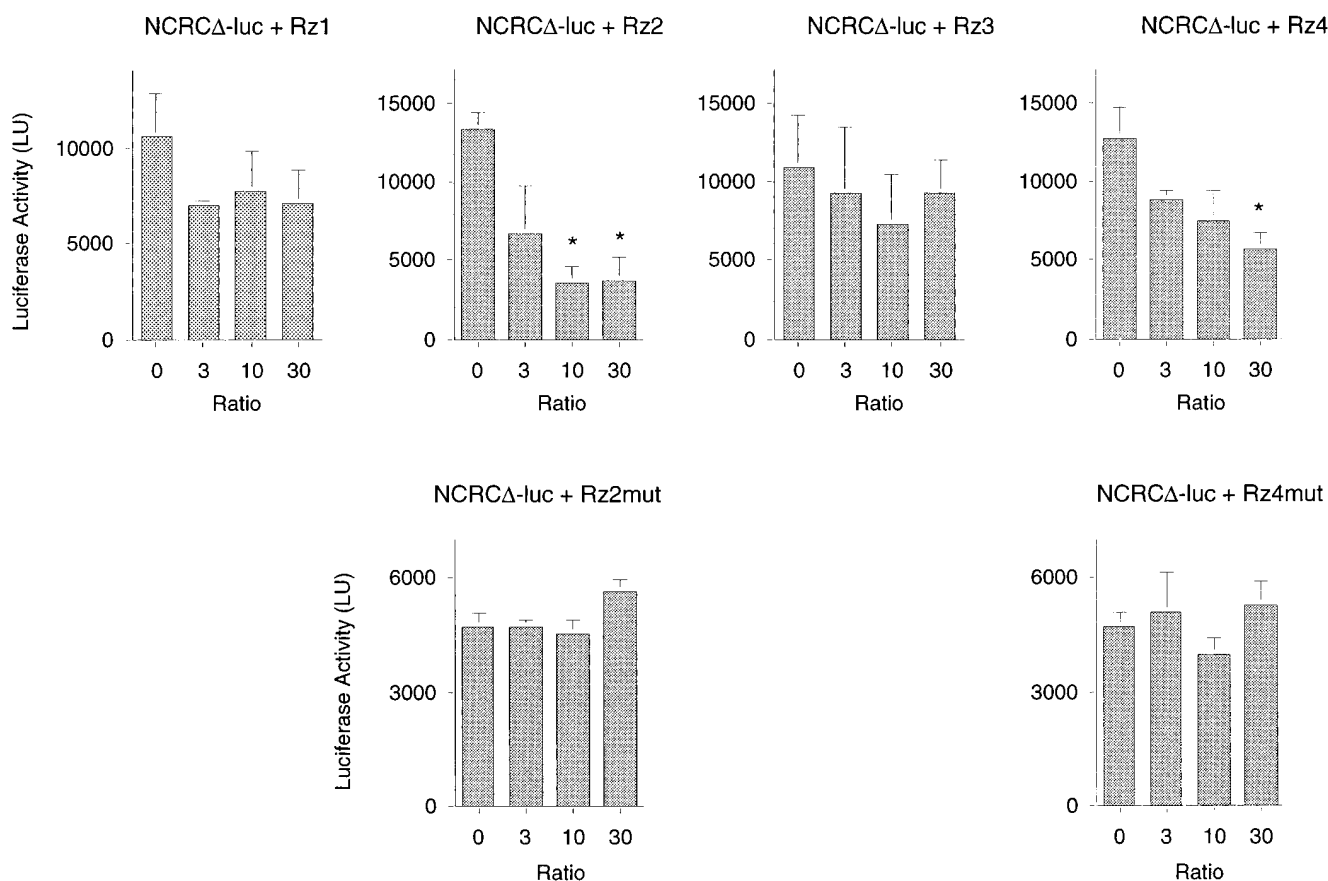 NCRCΔ-luc + Rz1
NCRCΔ-luc + Rz2
NCRCΔ-luc + Rz3
NCRCΔ-luc + Rz4
Luciferase Activity (LU)
10000
5000
0
0 3 10 30
Ratio
15000
10000
5000
0
*
*
0 3 10 30
Ratio
15000
10000
5000
0
0 3 10 30
Ratio
15000
10000
5000
0
*
0 3 10 30
Ratio
NCRCΔ-luc + Rz2mut
NCRCΔ-luc + Rz4mut
Luciferase Activity (LU)
6000
3000
0
0 3 10 30
Ratio
6000
3000
0
0 3 10 30
Ratio